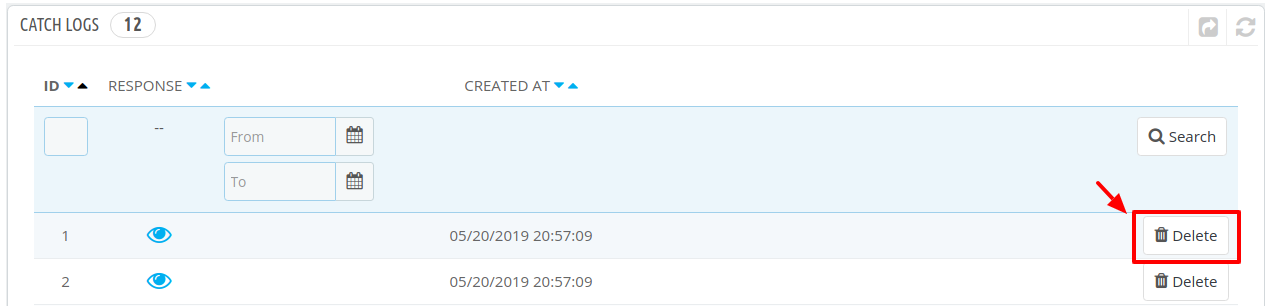 CATCH LOGS 12
ID RESPONSE CREATED AT
-- From Search
To
1 05/20/2019 20:57:09 Delete
2 05/20/2019 20:57:09 Delete